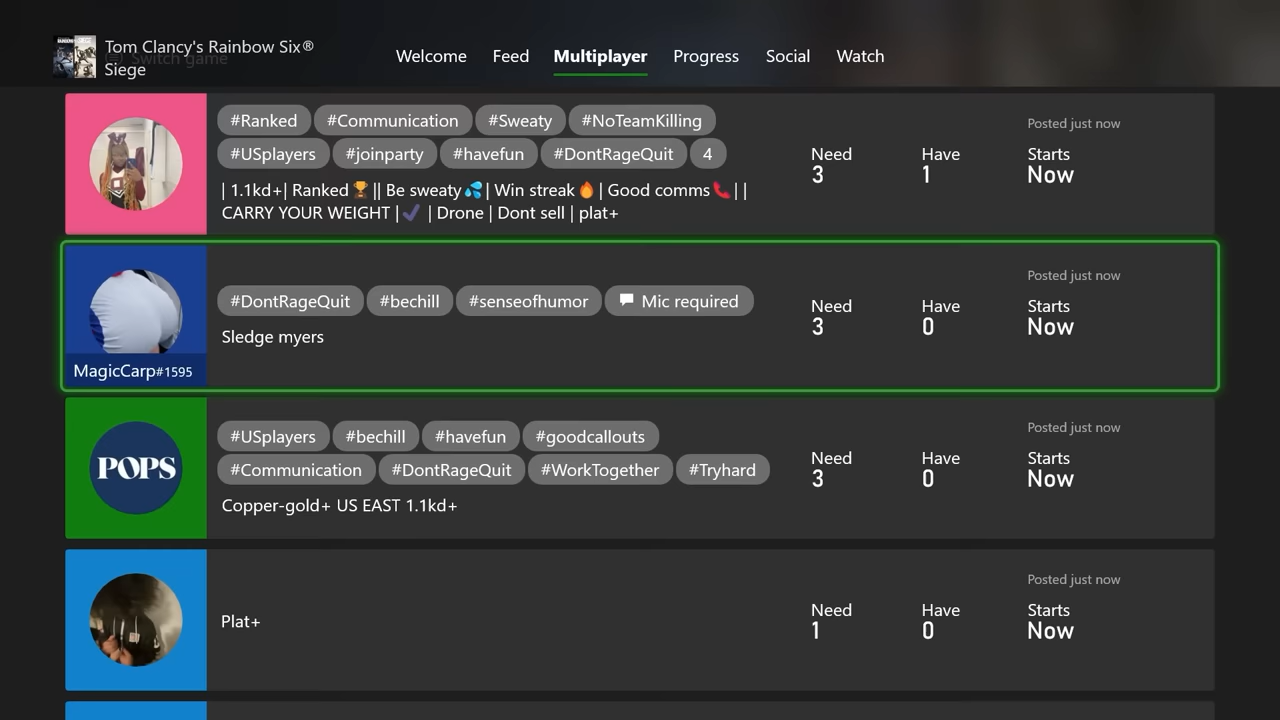 Tom Clancy's Rainbow Six®
Siege
Switch game
Welcome Feed Multiplayer Progress Social Watch
#Ranked #Communication #Sweaty #NoTeamKilling
#USplayers #joinparty #havefun #DontRageQuit 4
| 1.1kd+| Ranked🏆|| Be sweaty💦| Win streak🔥| Good comms📞| |
CARRY YOUR WEIGHT |✔️ | Drone | Dont sell | plat+
Need
3
Have
1
Posted just now
Starts
Now
MagicCarp#1595
#DontRageQuit #bechill #senseofhumor Mic required
Sledge myers
Need
3
Have
0
Posted just now
Starts
Now
POPS
#USplayers #bechill #havefun #goodcallouts
#Communication #DontRageQuit #WorkTogether #Tryhard
Copper-gold+ US EAST 1.1kd+
Need
3
Have
0
Posted just now
Starts
Now
Plat+
Need
1
Have
0
Posted just now
Starts
Now